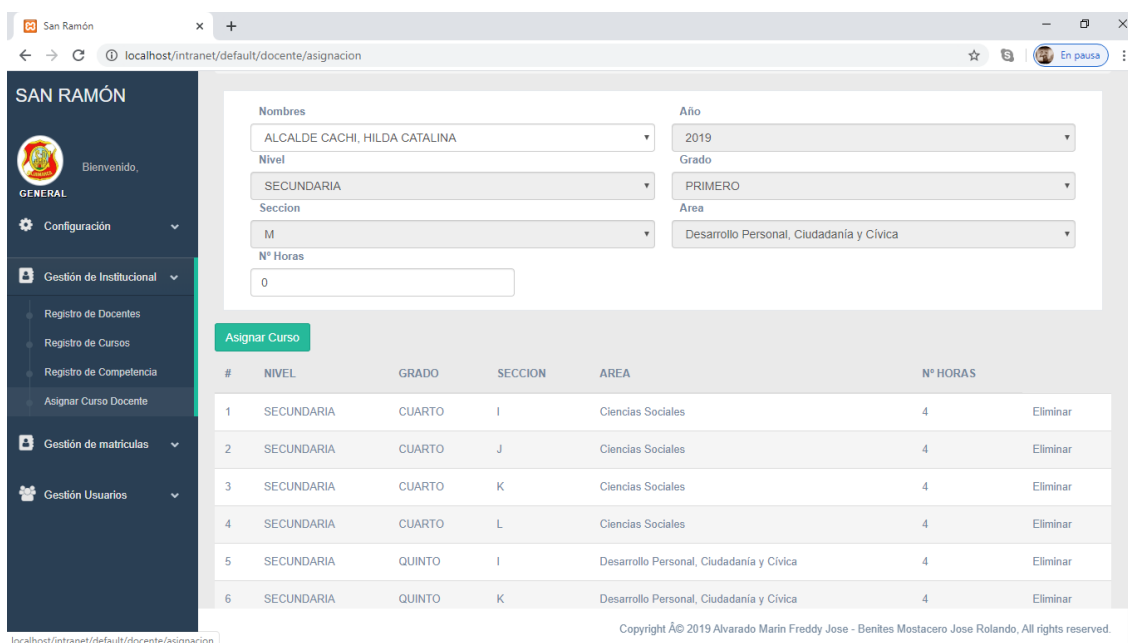 San Ramón
localhost/intranet/default/docente/asignacion
En pausa
SAN RAMÓN
Bienvenido,
GENERAL
Configuración
Gestión de Institucional
Registro de Docentes
Registro de Cursos
Registro de Competencia
Asignar Curso Docente
Gestión de matriculas
Gestión Usuarios
Nombres Año
ALCALDE CACHI, HILDA CATALINA 2019
Nivel Grado
SECUNDARIA PRIMERO
Seccion Area
M Desarrollo Personal, Ciudadanía y Cívica
Nº Horas
0
Asignar Curso
# NIVEL GRADO SECCION AREA Nº HORAS
1 SECUNDARIA CUARTO I Ciencias Sociales 4 Eliminar
2 SECUNDARIA CUARTO J Ciencias Sociales 4 Eliminar
3 SECUNDARIA CUARTO K Ciencias Sociales 4 Eliminar
4 SECUNDARIA CUARTO L Ciencias Sociales 4 Eliminar
5 SECUNDARIA QUINTO I Desarrollo Personal, Ciudadanía y Cívica 4 Eliminar
6 SECUNDARIA QUINTO K Desarrollo Personal, Ciudadanía y Cívica 4 Eliminar
Copyright Â© 2019 Alvarado Marin Freddy Jose - Benites Mostacero Jose Rolando, All rights reserved.
localhost/intranet/default/docente/asignacion